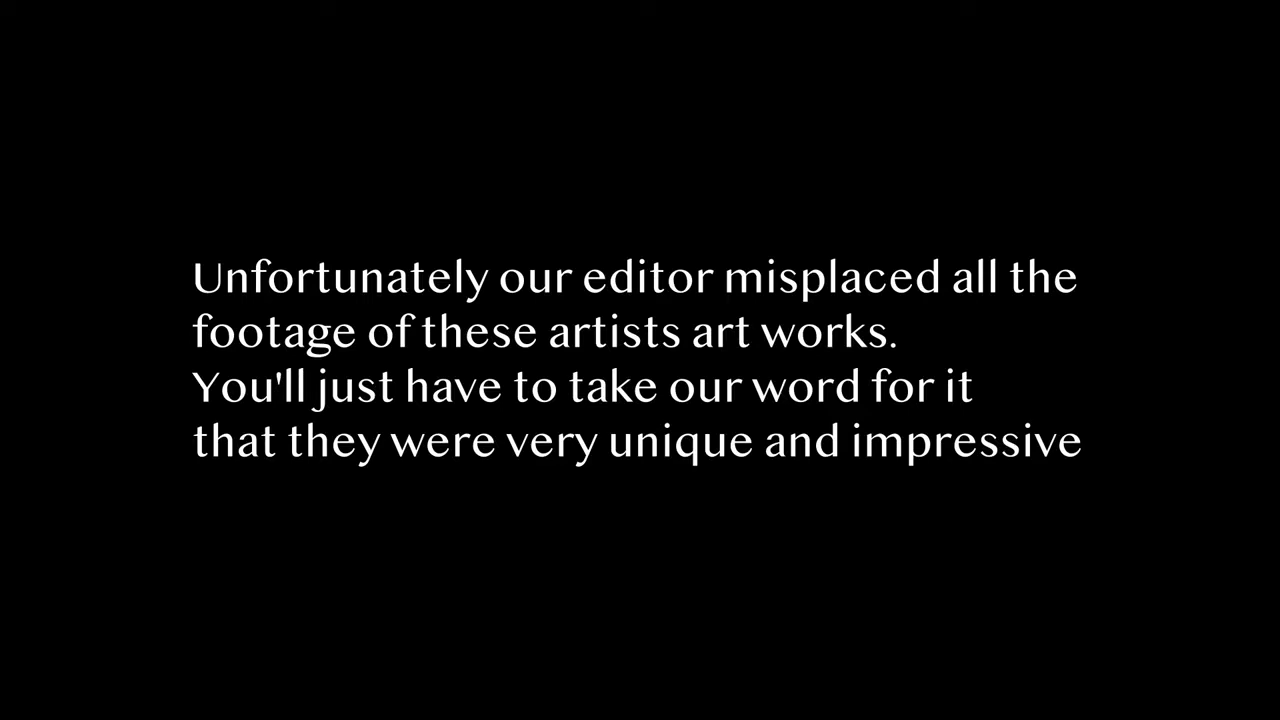 Unfortunately our editor misplaced all the
footage of these artists art works.
You'll just have to take our word for it
that they were very unique and impressive